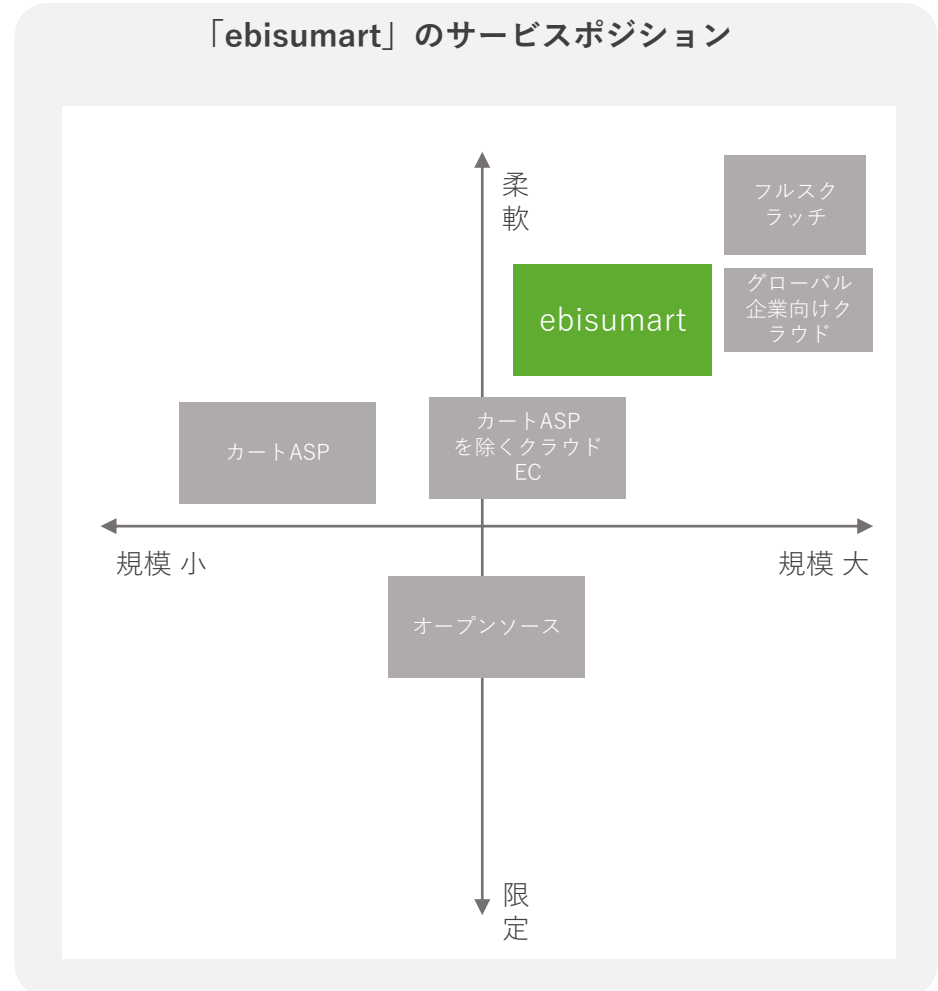 「ebisumart」のサービスポジション
柔
軟
フルスク
ラッチ
ebisumart
グローバル
企業向けク
ラウド
カートASP
カートASP
を除くクラウド
EC
規模 小
規模 大
オープンソース
限
定